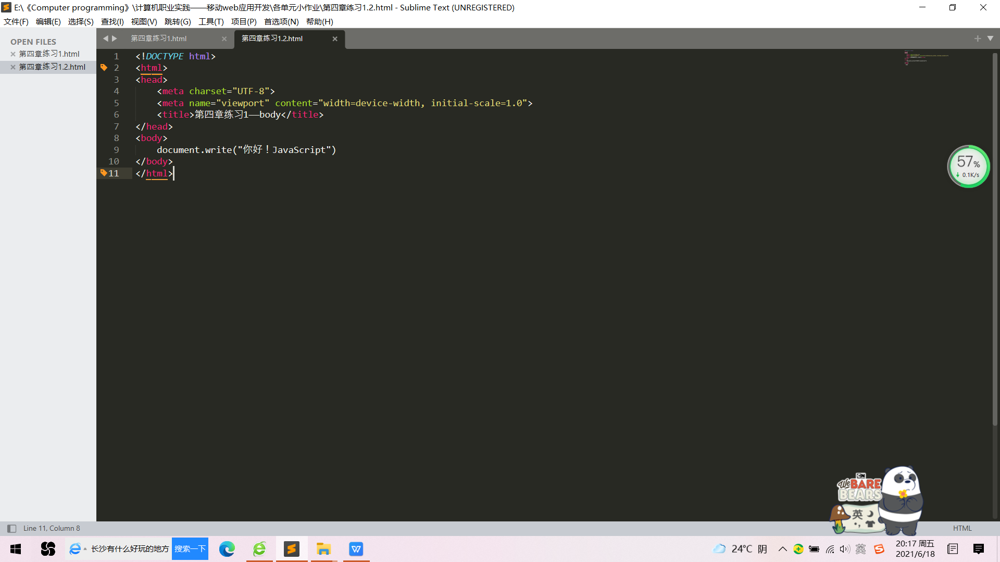 E:\《Computer programming》\计算机职业实践——移动web应用开发\各单元小作业\第四章练习1.2.html - Sublime Text (UNREGISTERED)
文件(F) 编辑(E) 选择(S) 查找(I) 视图(V) 跳转(G) 工具(T) 项目(P) 首选项(N) 帮助(H)
OPEN FILES
第四章练习1.html
第四章练习1.2.html
第四章练习1.html
第四章练习1.2.html
1 <!DOCTYPE html>
2 <html>
3 <head>
4 <meta charset="UTF-8">
5 <meta name="viewport" content="width=device-width, initial-scale=1.0">
6 <title>第四章练习1——body</title>
7 </head>
8 <body>
9 document.write("你好！JavaScript")
10 </body>
11 </html>
57%
0.1K/s
CN
We BARE
BEARS
英
Line 11, Column 8
HTML
长沙有什么好玩的地方
搜索一下
24°C 阴
英
20:17 周五
2021/6/18